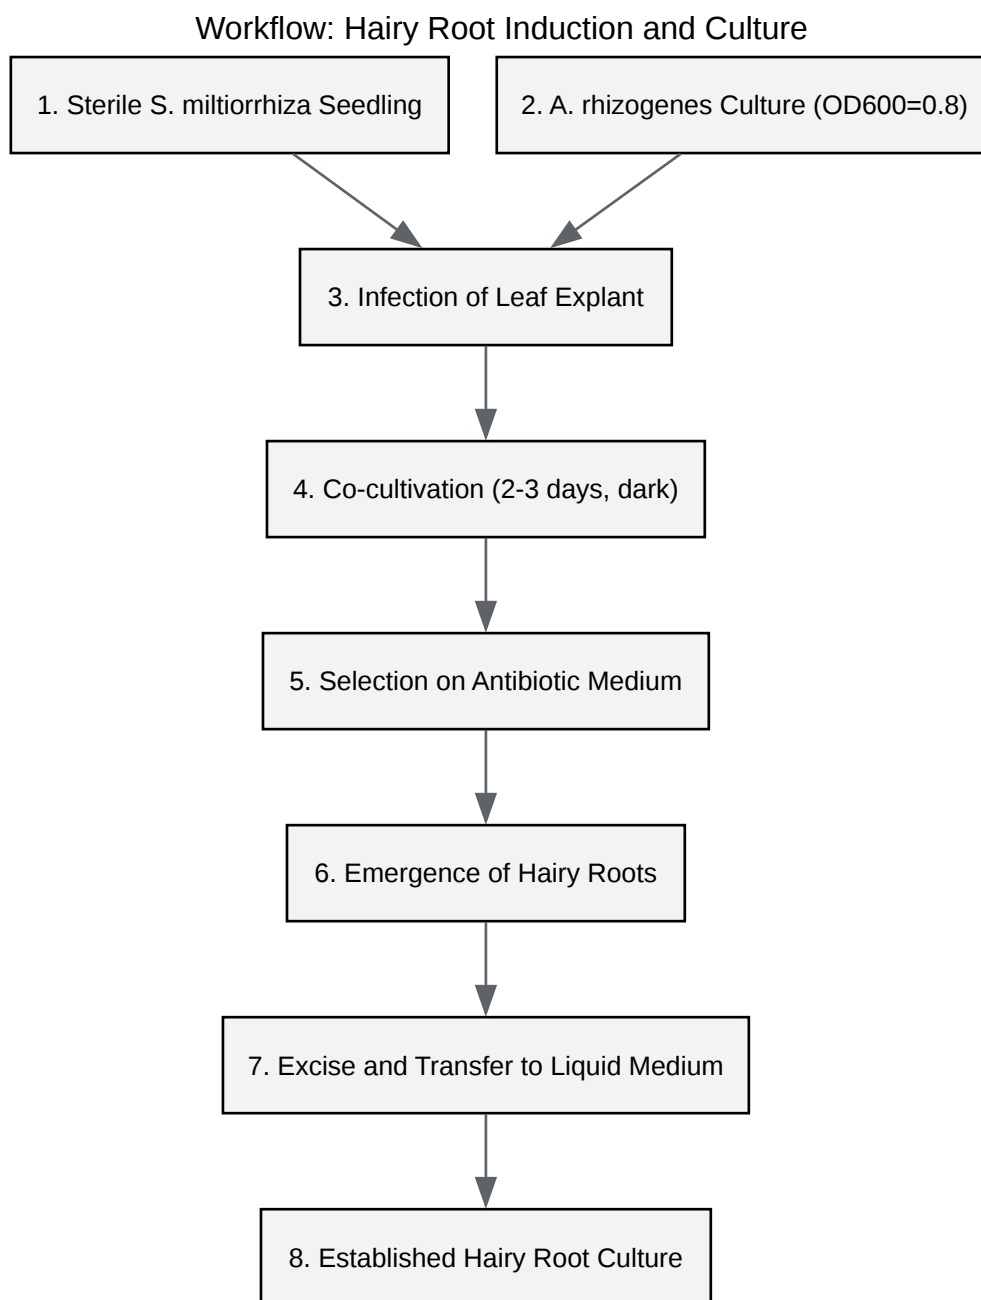 Workflow: Hairy Root Induction and Culture
1. Sterile S. miltiorrhiza Seedling
2. A. rhizogenes Culture (OD600=0.8)
3. Infection of Leaf Explant
4. Co-cultivation (2-3 days, dark)
5. Selection on Antibiotic Medium
6. Emergence of Hairy Roots
7. Excise and Transfer to Liquid Medium
8. Established Hairy Root Culture